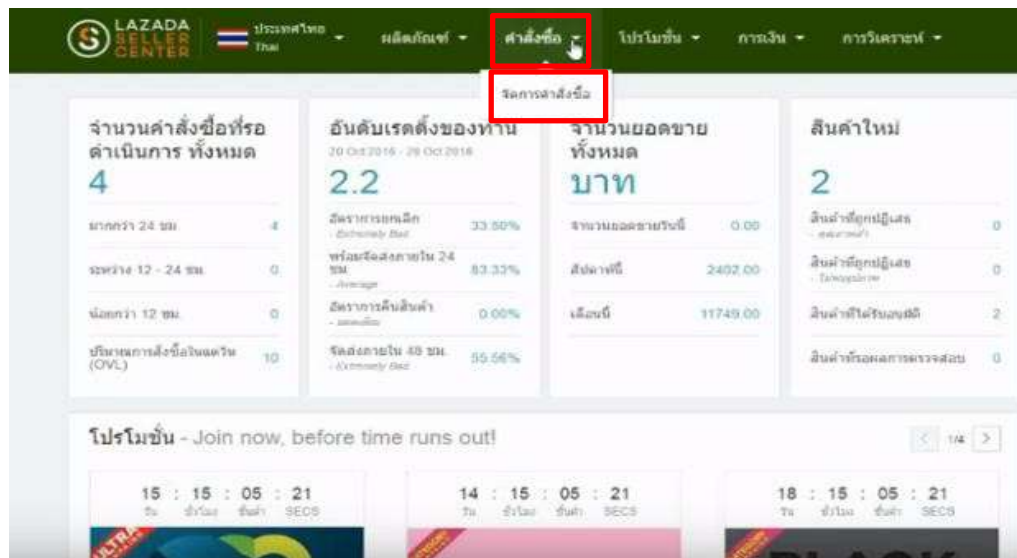 LAZADA
SELLER
CENTER
ประเทศไทย
Thai
ผลิตภัณฑ์
คำสั่งซื้อ
โปรโมชั่น
การเงิน
การวิเคราะห์
จัดการคำสั่งซื้อ
จำนวนคำสั่งซื้อที่รอ
ดำเนินการ ทั้งหมด
4
มากกว่า 24 ชม. 4
ระหว่าง 12 - 24 ชม. 0
น้อยกว่า 12 ชม. 0
ปริมาณการสั่งซื้อในแต่วัน
(OVL) 10
อันดับเรตติ้งของท่าน
20 Oct 2016 - 28 Oct 2016
2.2
อัตราการยกเลิก 33.50%
- Extremely Bad
พร้อมจัดส่งภายใน 24
ชม. 83.33%
- Average
อัตราการคืนสินค้า 0.00%
จัดส่งภายใน 48 ชม. 55.56%
- Extremely Bad
จำนวนยอดขาย
ทั้งหมด
บาท
จำนวนยอดขายวันนี้ 0.00
สัปดาห์นี้ 2402.00
เดือนนี้ 11749.00
สินค้าใหม่
2
สินค้าที่ถูกปฏิเสธ 0
สินค้าที่ถูกปฏิเสธ 0
สินค้าที่ได้รับอนุมัติ 2
สินค้าที่รอผลการตรวจสอบ 0
โปรโมชั่น - Join now, before time runs out!
1/4
15 : 15 : 05 : 21
วัน ชั่วโมง SECS
14 : 15 : 05 : 21
วัน ชั่วโมง SECS
18 : 15 : 05 : 21
วัน ชั่วโมง SECS
ULTRA
BLACK